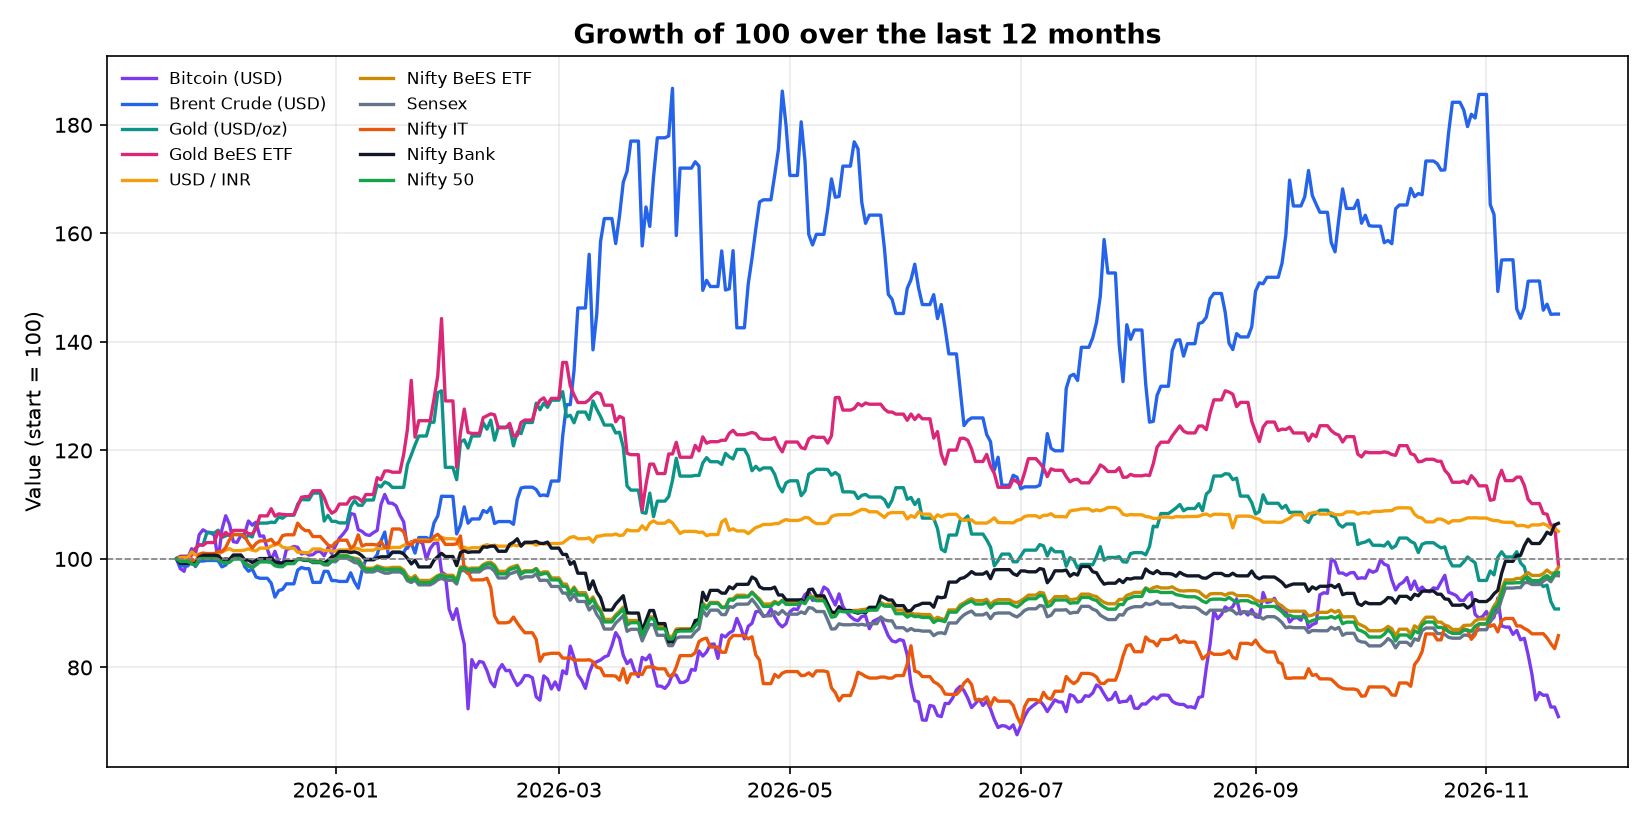 Growth of 100 over the last 12 months
Bitcoin (USD)
Brent Crude (USD)
Gold (USD/oz)
Gold BeES ETF
USD / INR
Nifty BeES ETF
Sensex
Nifty IT
Nifty Bank
Nifty 50
Value (start = 100)
180
160
140
120
100
80
2026-01
2026-03
2026-05
2026-07
2026-09
2026-11